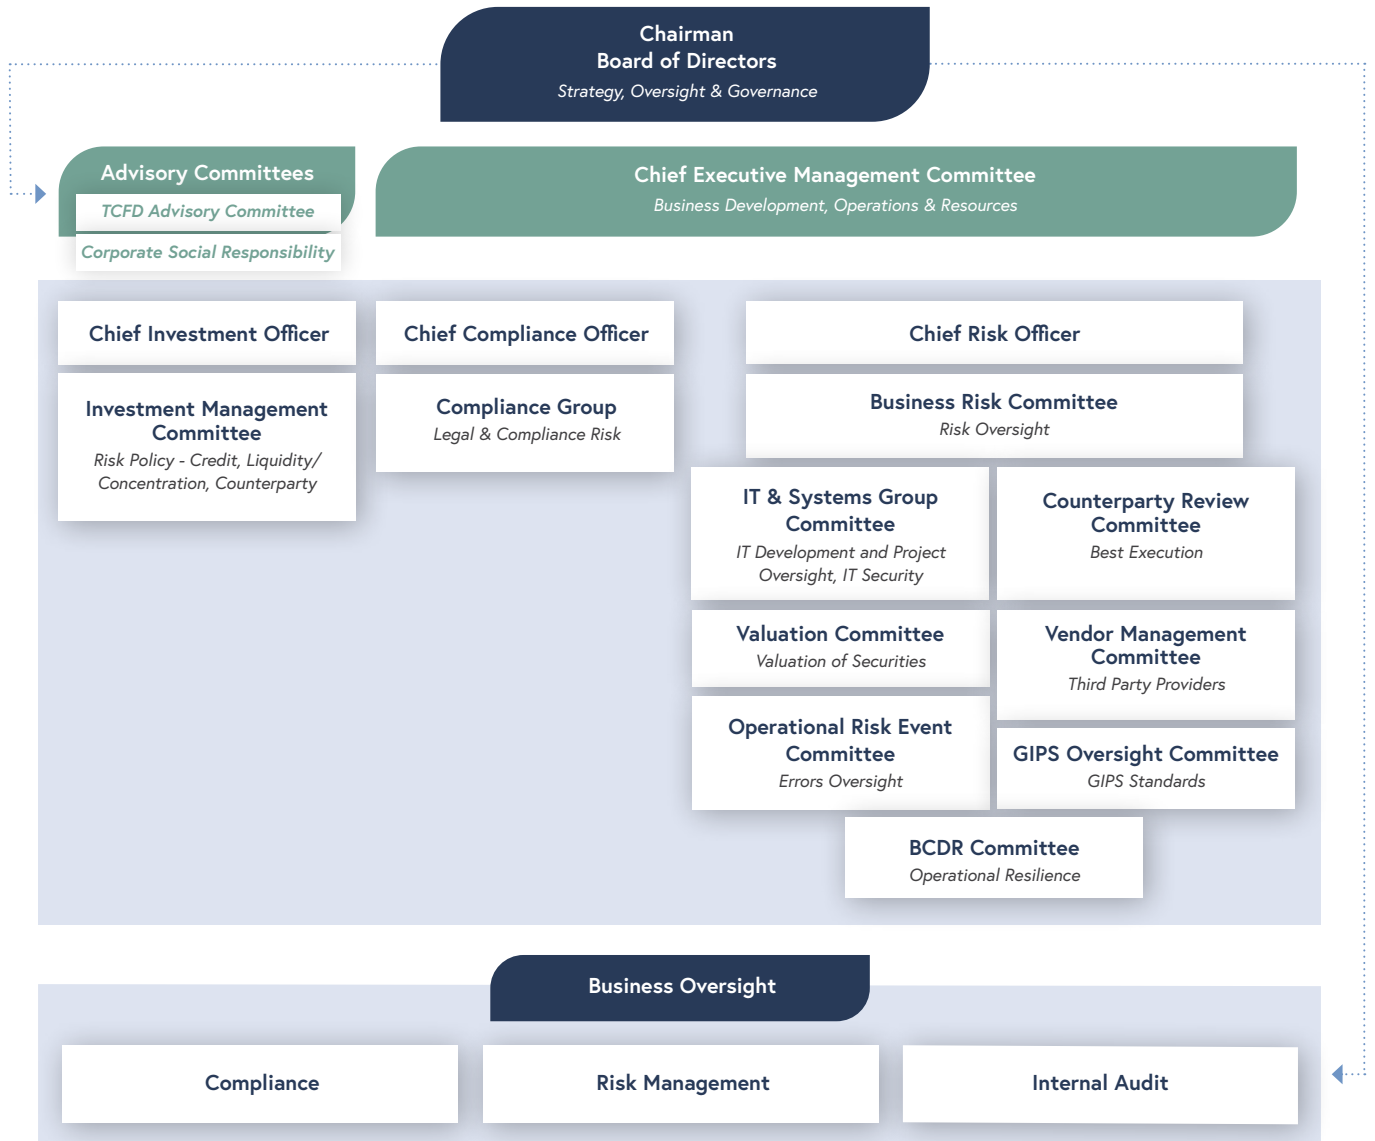 Chairman
Board of Directors
Strategy, Oversight & Governance
Advisory Committees
TCFD Advisory Committee
Corporate Social Responsibility
Chief Executive Management Committee
Business Development, Operations & Resources
Chief Investment Officer
Investment Management
Committee
Risk Policy - Credit, Liquidity/
Concentration, Counterparty
Chief Compliance Officer
Compliance Group
Legal & Compliance Risk
Chief Risk Officer
Business Risk Committee
Risk Oversight
IT & Systems Group
Committee
IT Development and Project
Oversight, IT Security
Counterparty Review
Committee
Best Execution
Valuation Committee
Valuation of Securities
Vendor Management
Committee
Third Party Providers
Operational Risk Event
Committee
Errors Oversight
GIPS Oversight Committee
GIPS Standards
BCDR Committee
Operational Resilience
Business Oversight
Compliance
Risk Management
Internal Audit